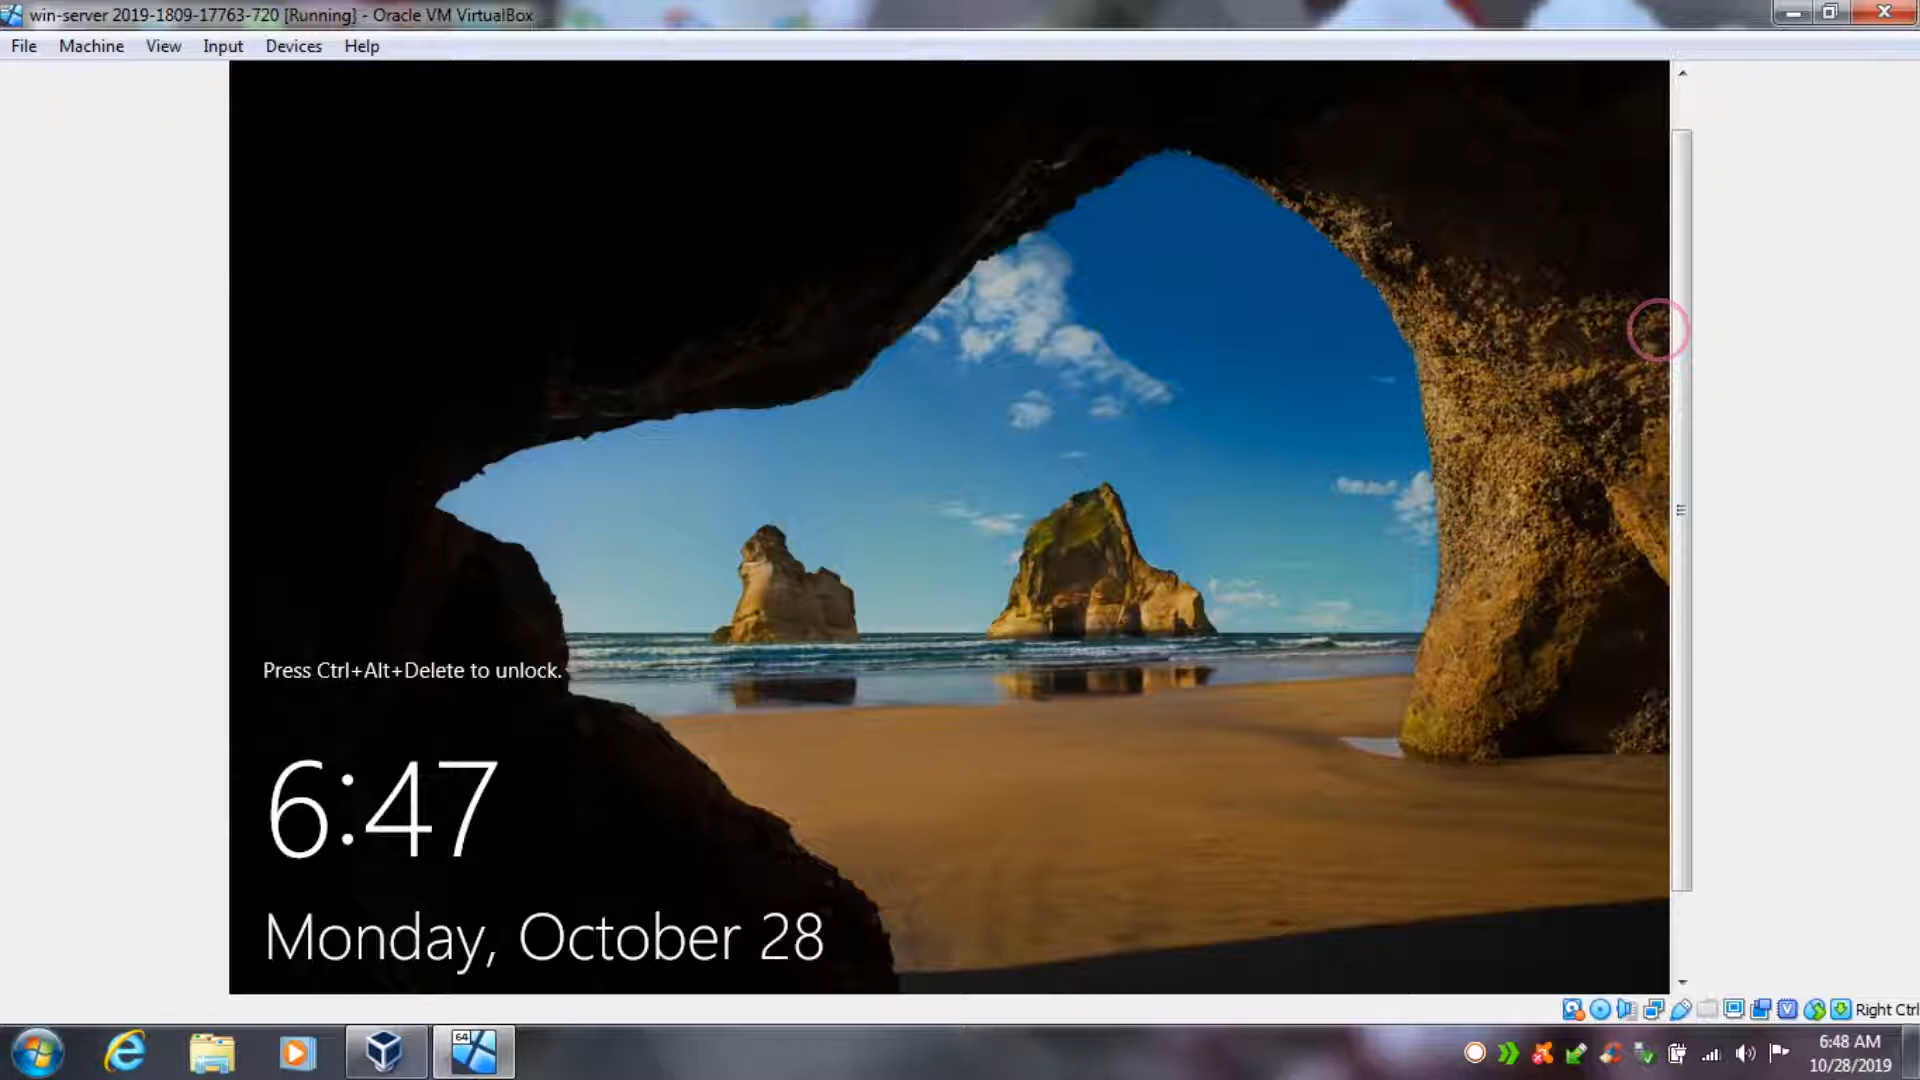 win-server 2019-1809-17763-720 [Running] - Oracle VM VirtualBox
File Machine View Input Devices Help
Press Ctrl+Alt+Delete to unlock.
6:47
Monday, October 28
Right Ctrl
64
6:48 AM
10/28/2019